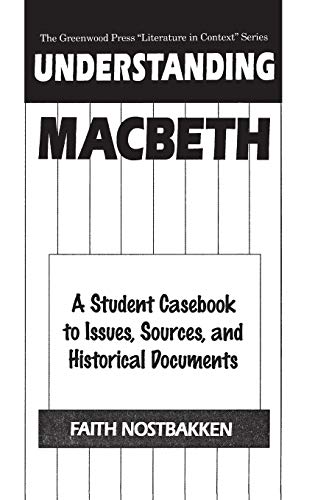 The Greenwood Press "Literature in Context" Series
UNDERSTANDING
MACBETH
A Student Casebook
to Issues, Sources, and
Historical Documents
FAITH NOSTBAKKEN